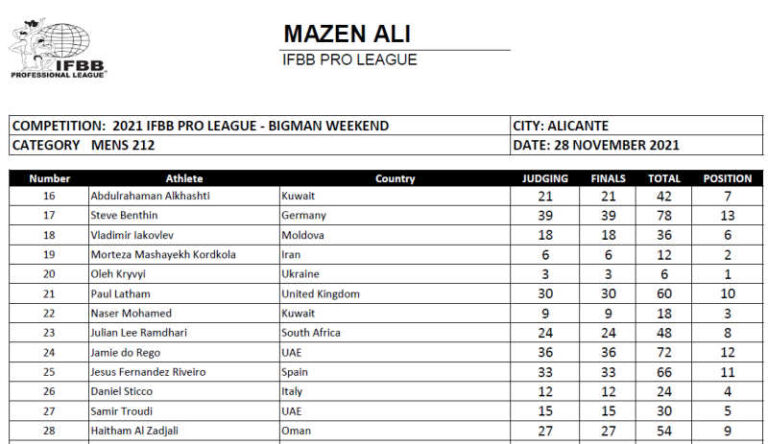 MAZEN ALI
IFBB PRO LEAGUE
IFBB
PROFESSIONAL LEAGUE
COMPETITION: 2021 IFBB PRO LEAGUE - BIGMAN WEEKEND CITY: ALICANTE
CATEGORY MENS 212 DATE: 28 NOVEMBER 2021
Number Athlete Country JUDGING FINALS TOTAL POSITION
16 Abdulrahaman Alkhashti Kuwait 21 21 42 7
17 Steve Benthin Germany 39 39 78 13
18 Vladimir Iakovlev Moldova 18 18 36 6
19 Morteza Mashayekh Kordkola Iran 6 6 12 2
20 Oleh Kryvyi Ukraine 3 3 6 1
21 Paul Latham United Kingdom 30 30 60 10
22 Naser Mohamed Kuwait 9 9 18 3
23 Julian Lee Ramdhari South Africa 24 24 48 8
24 Jamie do Rego UAE 36 36 72 12
25 Jesus Fernandez Riveiro Spain 33 33 66 11
26 Daniel Sticco Italy 12 12 24 4
27 Samir Troudi UAE 15 15 30 5
28 Haitham Al Zadjali Oman 27 27 54 9